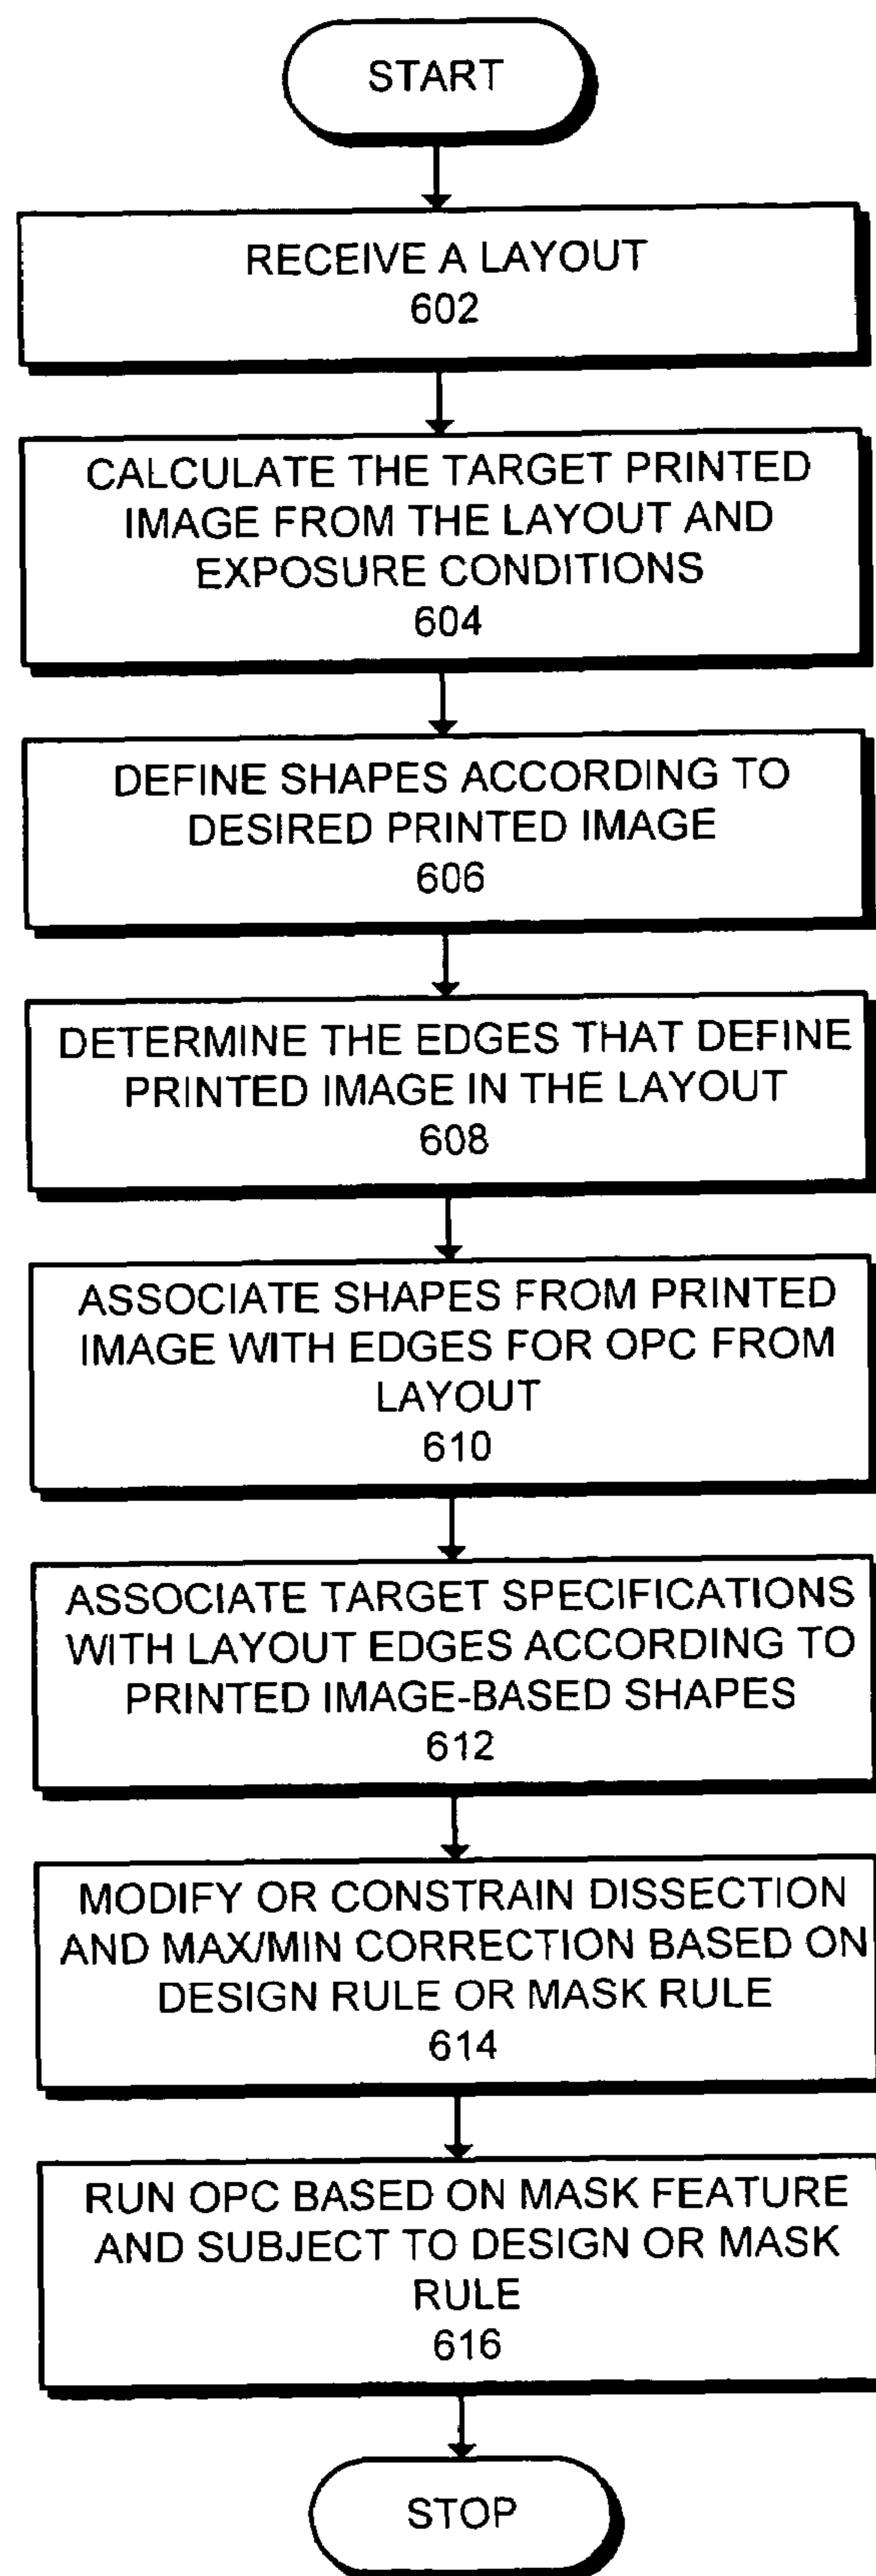 START
RECEIVE A LAYOUT
602
CALCULATE THE TARGET PRINTED
IMAGE FROM THE LAYOUT AND
EXPOSURE CONDITIONS
604
DEFINE SHAPES ACCORDING TO
DESIRED PRINTED IMAGE
606
DETERMINE THE EDGES THAT DEFINE
PRINTED IMAGE IN THE LAYOUT
608
ASSOCIATE SHAPES FROM PRINTED
IMAGE WITH EDGES FOR OPC FROM
LAYOUT
610
ASSOCIATE TARGET SPECIFICATIONS
WITH LAYOUT EDGES ACCORDING TO
PRINTED IMAGE-BASED SHAPES
612
MODIFY OR CONSTRAIN DISSECTION
AND MAX/MIN CORRECTION BASED ON
DESIGN RULE OR MASK RULE
614
RUN OPC BASED ON MASK FEATURE
AND SUBJECT TO DESIGN OR MASK
RULE
616
STOP